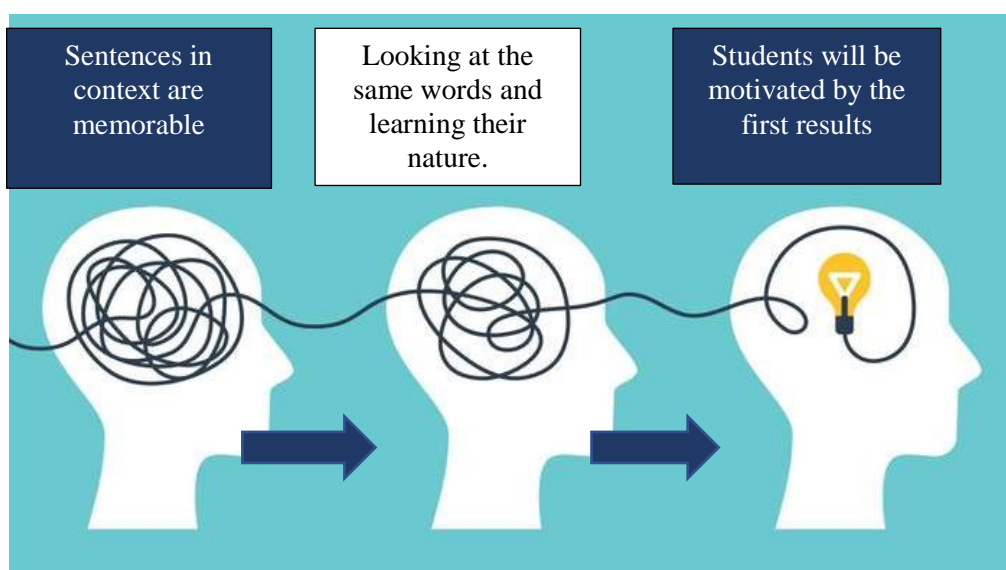 Sentences in
context are
memorable
Looking at the
same words and
learning their
nature.
Students will be
motivated by the
first results